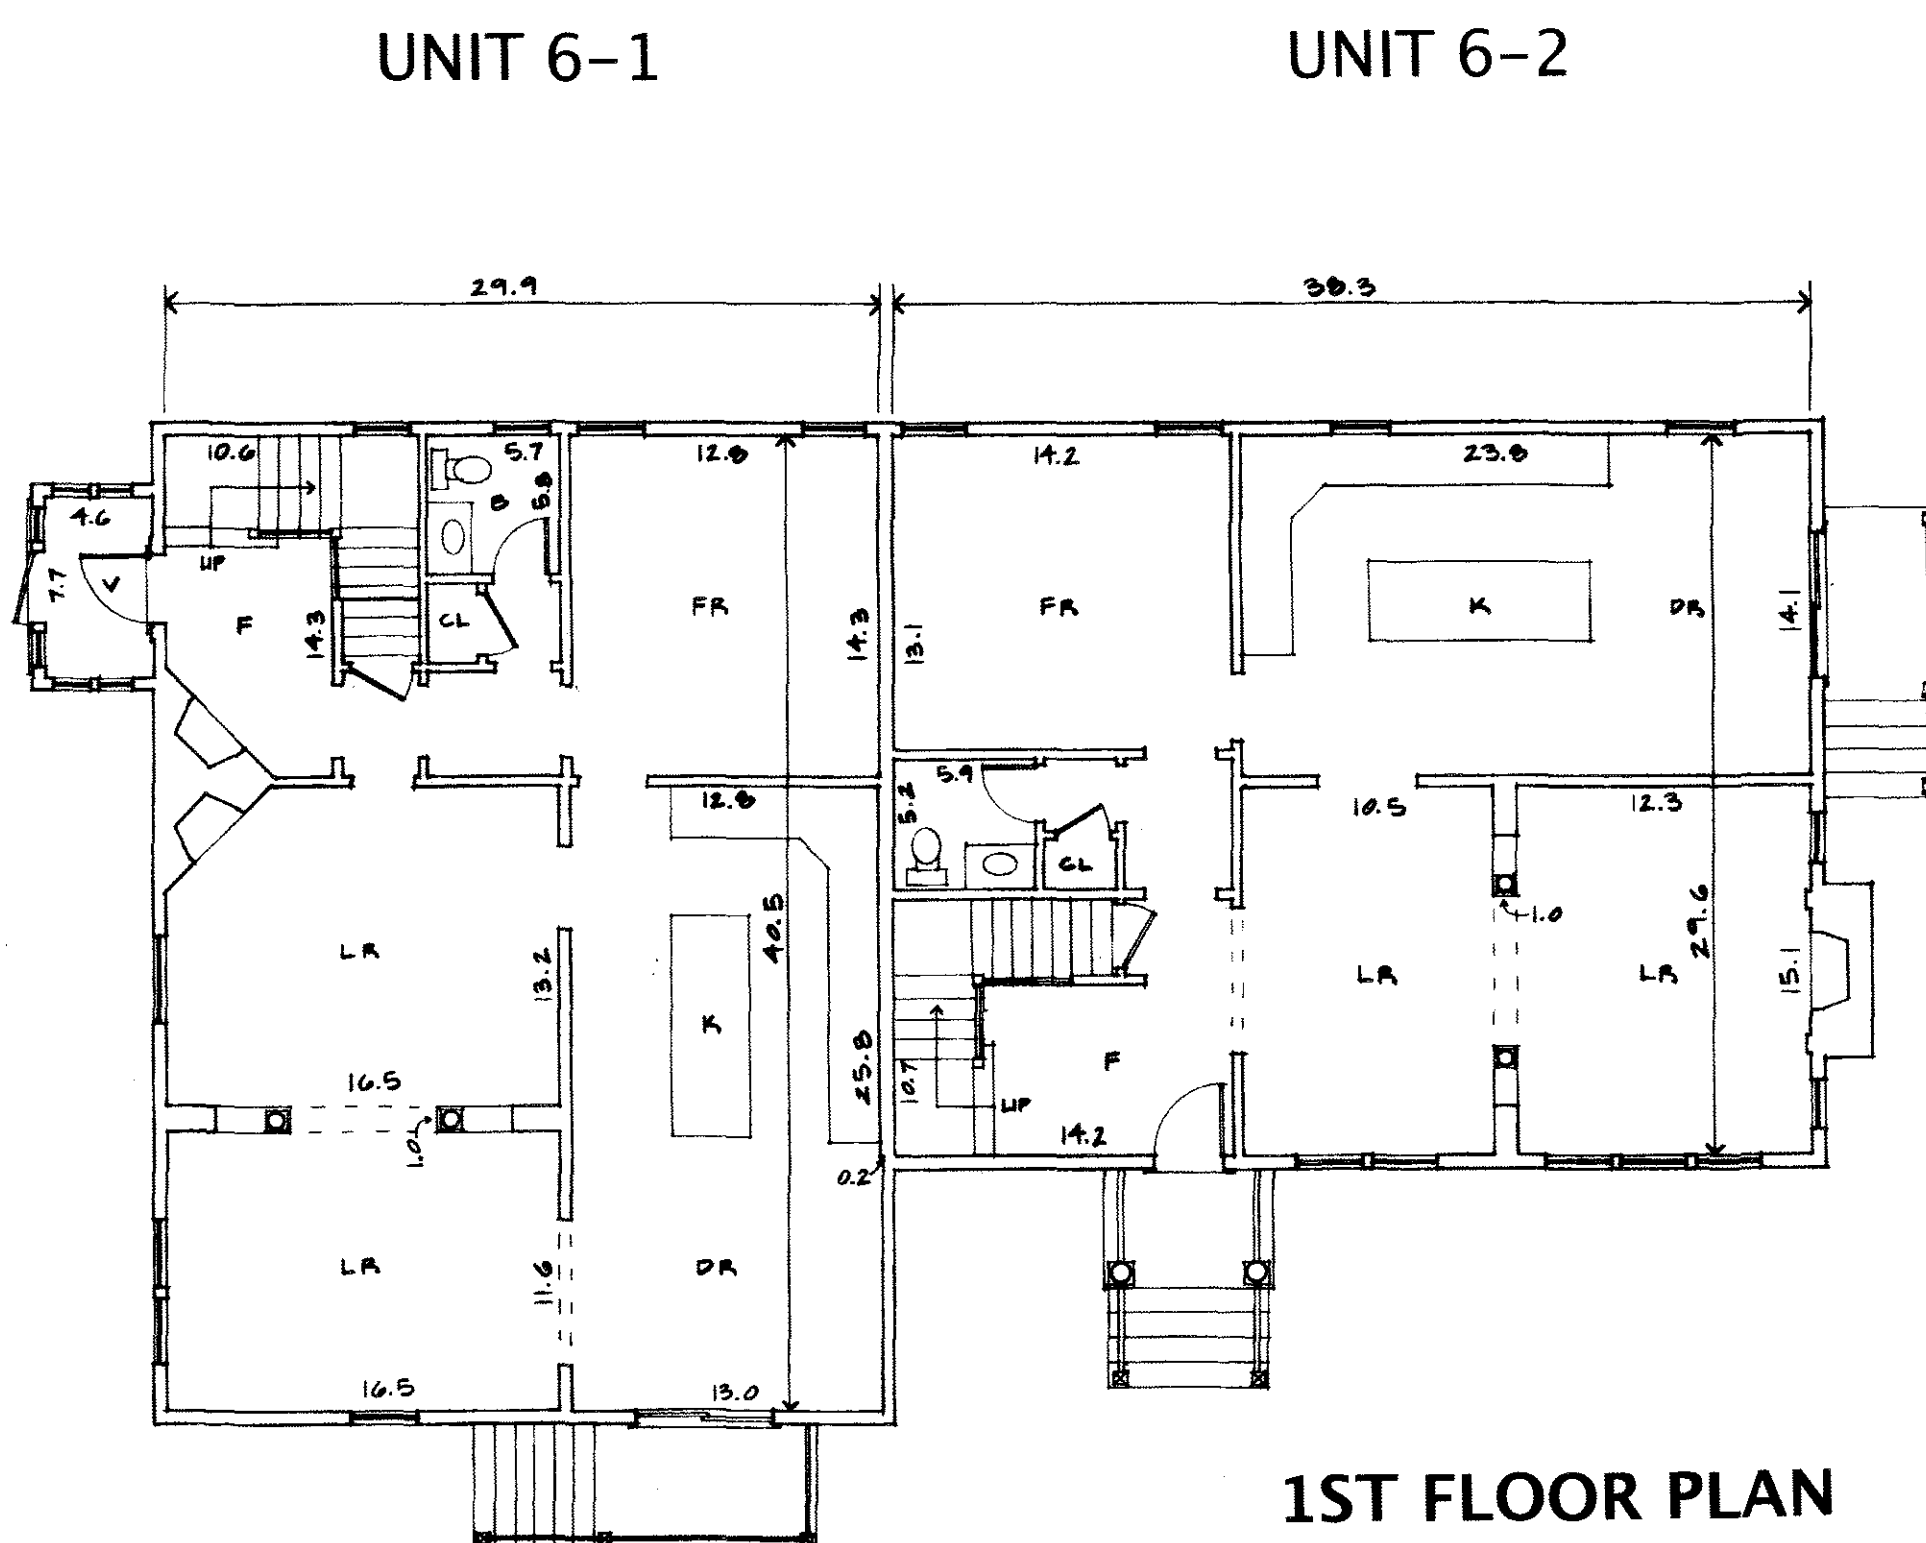 UNIT 6-1
UNIT 6-2
29.9
38.3
10.6
5.7
12.8
14.2
23.8
4.6
B
5.8
7.7
V
UP
F
14.3
CL
FR
14.3
13.1
FR
K
DR
14.1
12.8
5.2
5.9
CL
10.5
12.3
1.0
LR
13.2
40.5
K
25.8
16.5
1.0
10.7
UP
F
14.2
LR
LR
29.6
15.1
0.2
LR
11.6
DR
16.5
13.0
1ST FLOOR PLAN